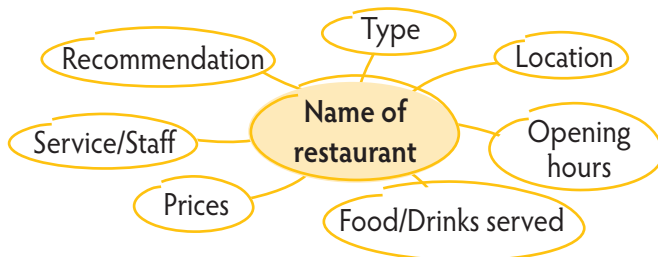 Type
Recommendation
Location
Name of
restaurant
Service/Staff
Opening
hours
Prices
Food/Drinks served